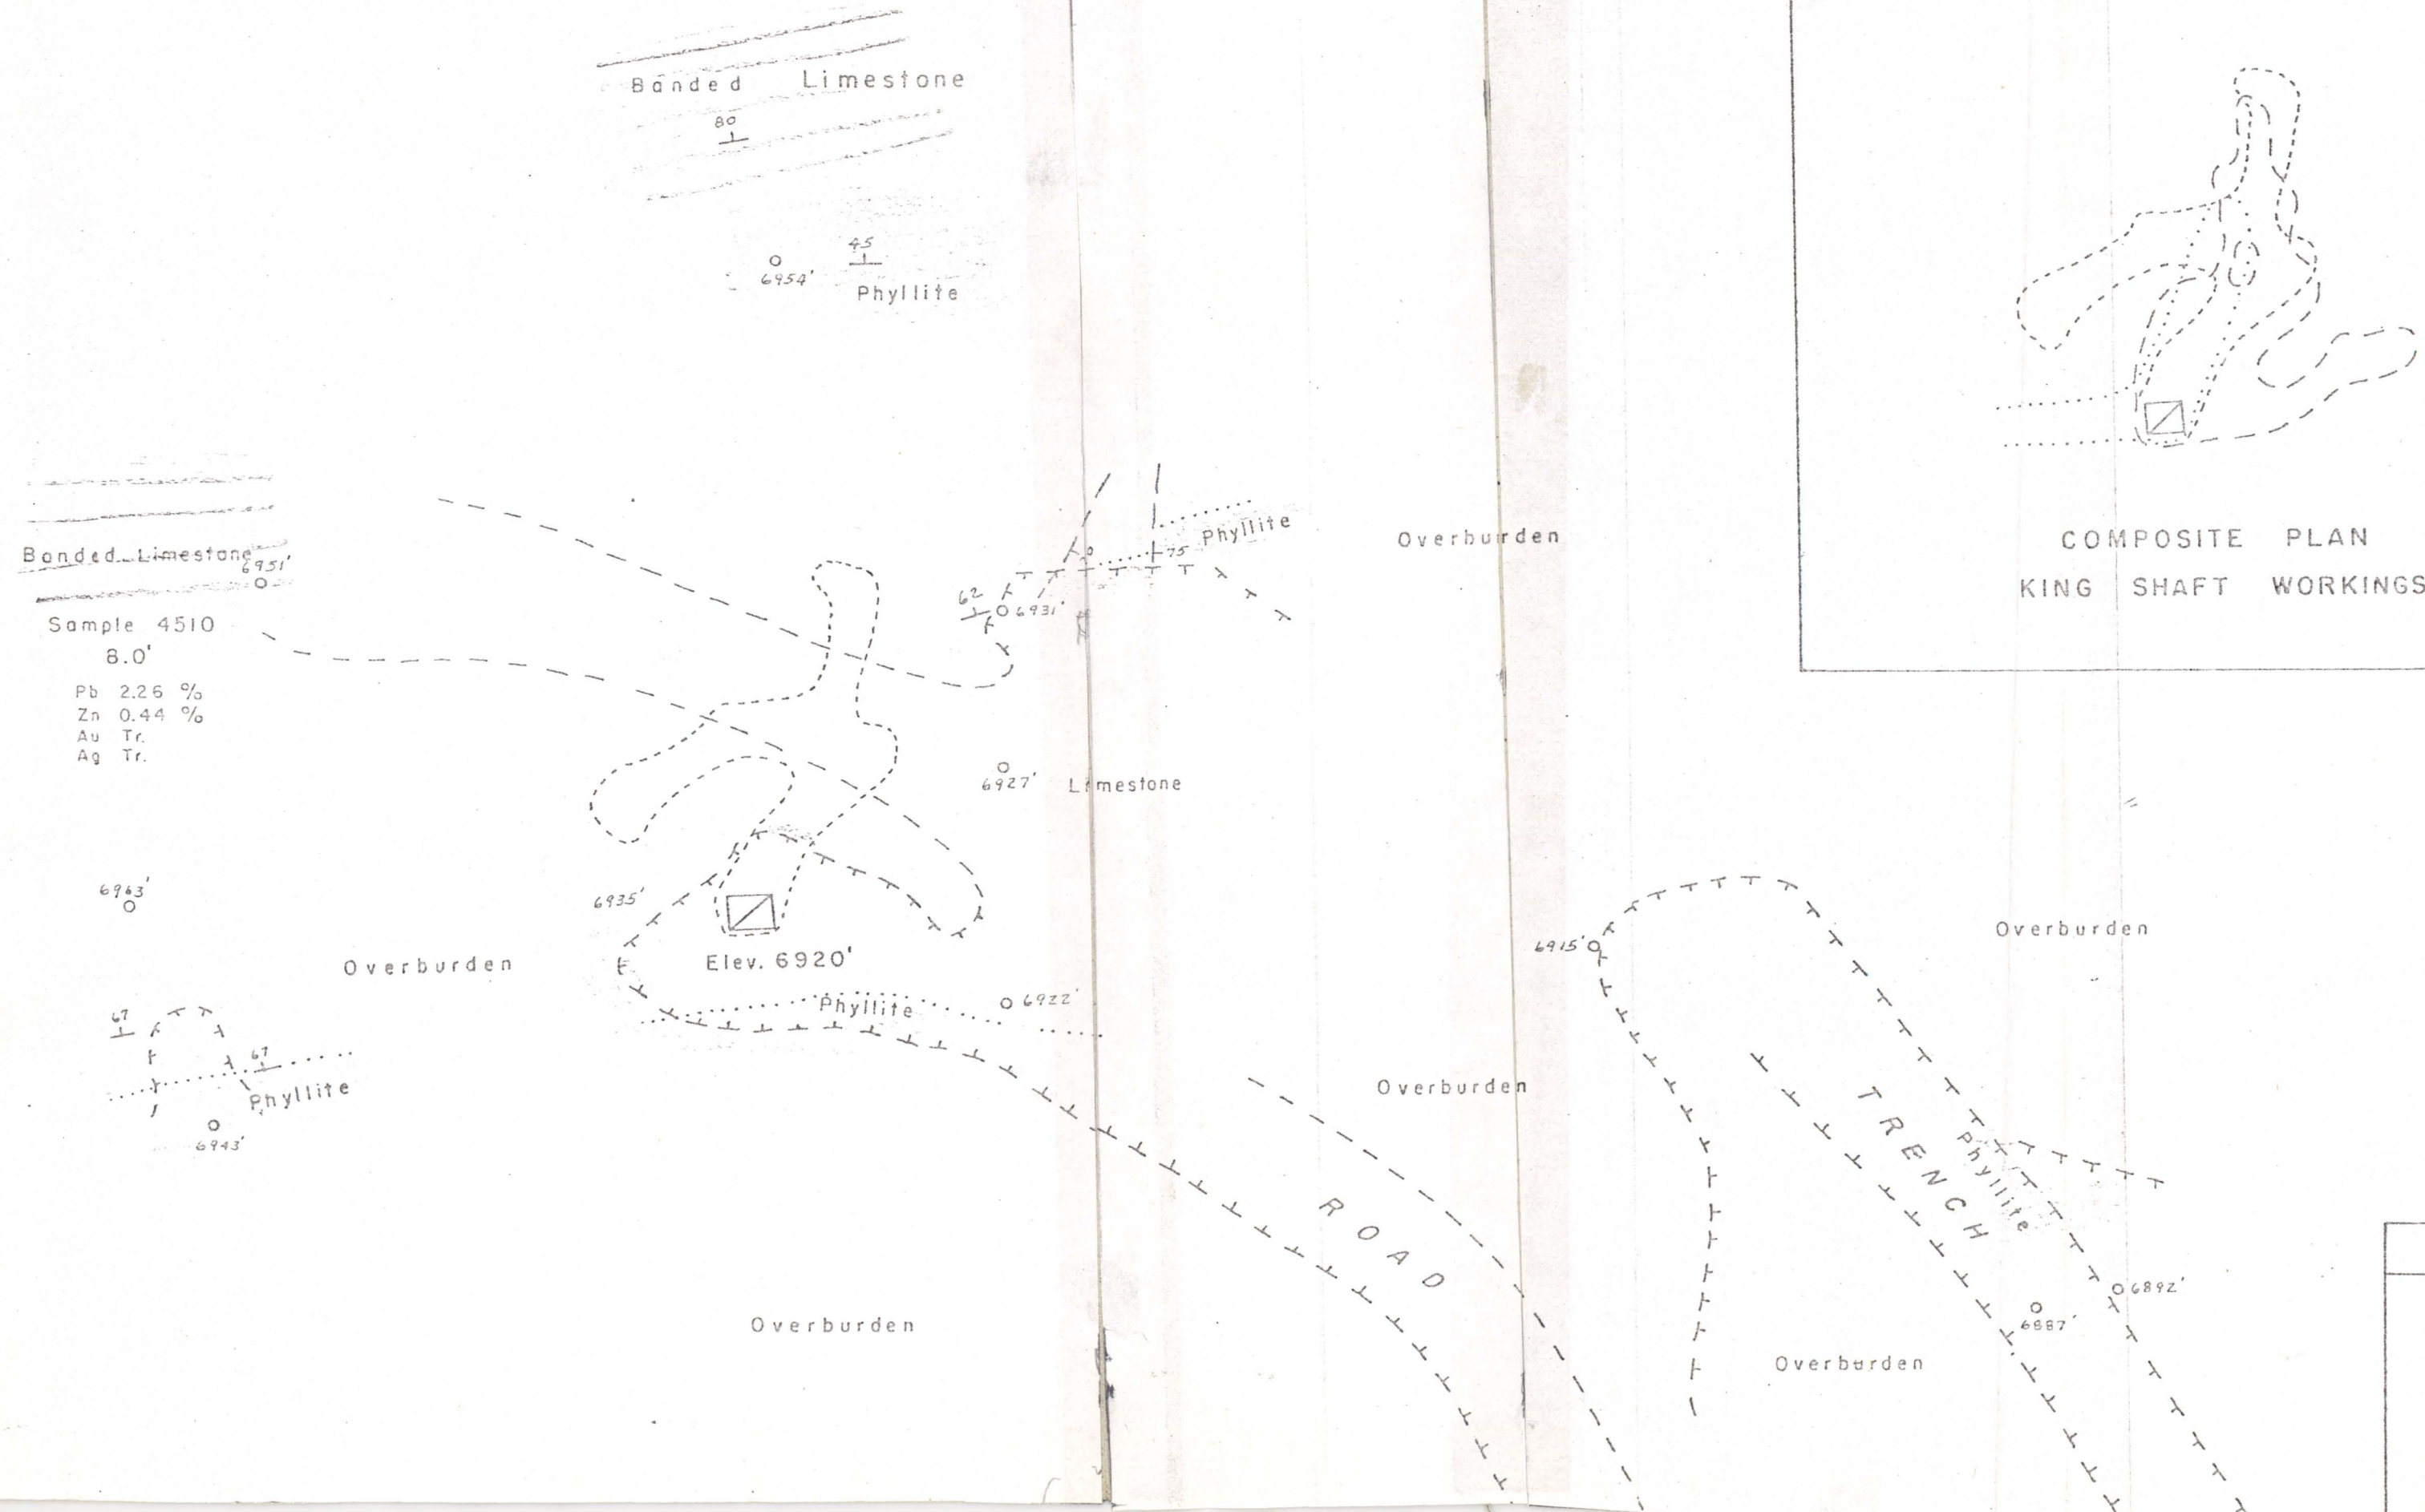 Banded Limestone
80
45
6954'
Phyllite
Banded Limestone
6951'
Sample 4510
8.0'
Pb 2.26 %
Zn 0.44 %
Au Tr.
Ag Tr.
75
Phyllite
62
6931'
Overburden
COMPOSITE PLAN
KING SHAFT WORKINGS
6927'
Limestone
6963'
6935'
Overburden
Elev. 6920'
Phyllite
6922'
6915'
Overburden
67
67
Phyllite
6943'
Overburden
TRENCH
Phyllite
ROAD
6892'
6887'
Overburden
Overburden